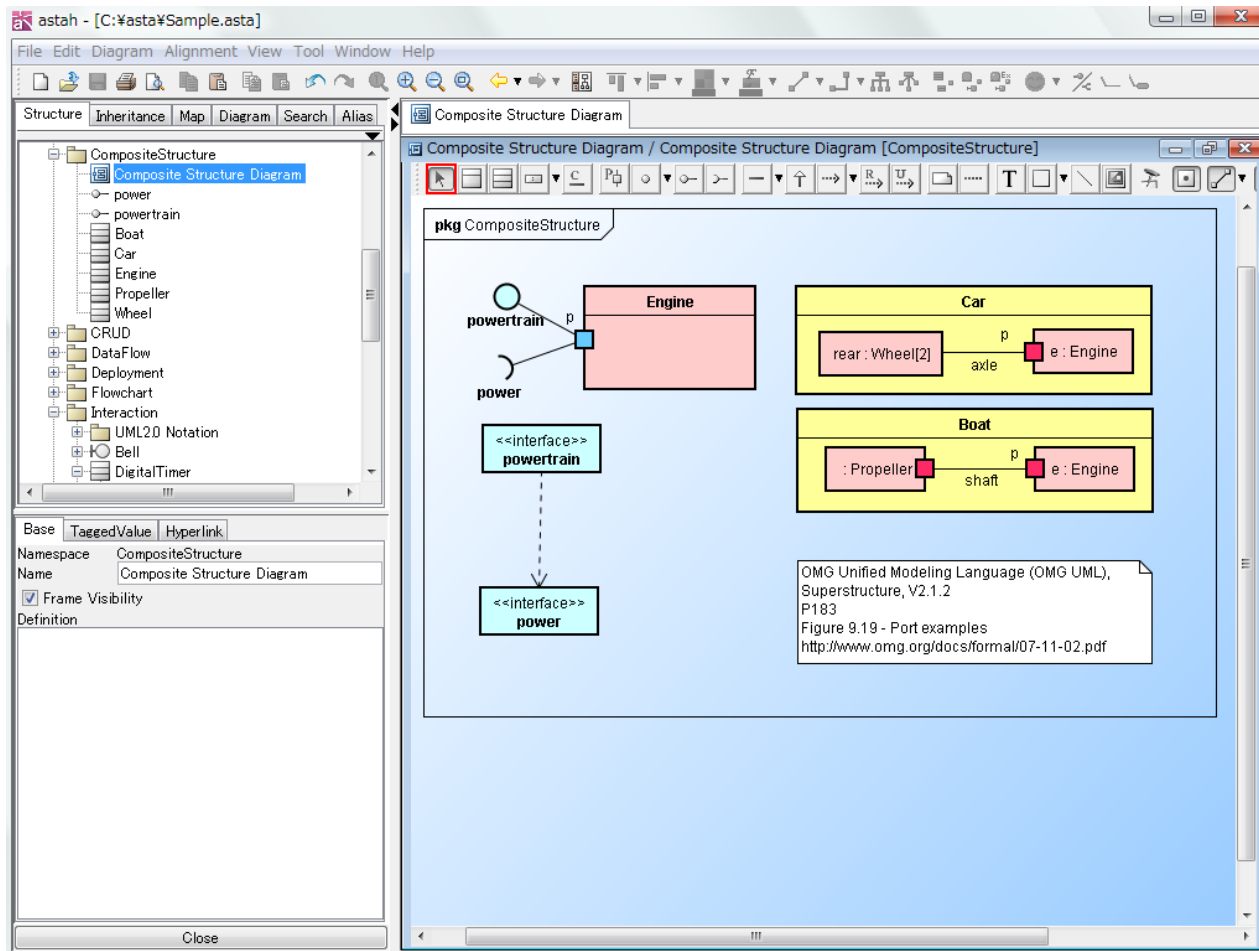 astah - [C:¥asta¥Sample.asta]
File Edit Diagram Alignment View Tool Window Help
Structure Inheritance Map Diagram Search Alias
CompositeStructure
Composite Structure Diagram
power
powertrain
Boat
Car
Engine
Propeller
Wheel
CRUD
DataFlow
Deployment
Flowchart
Interaction
UML2.0 Notation
Bell
DigitalTimer
Base TaggedValue Hyperlink
Namespace CompositeStructure
Name Composite Structure Diagram
Frame Visibility
Definition
Close
Composite Structure Diagram
Composite Structure Diagram / Composite Structure Diagram [CompositeStructure]
pkg CompositeStructure
powertrain
p
power
Engine
<<interface>>
powertrain
<<interface>>
power
Car
rear : Wheel[2]
p
axle
e : Engine
Boat
: Propeller
p
shaft
e : Engine
OMG Unified Modeling Language (OMG UML),
Superstructure, V2.1.2
P183
Figure 9.19 - Port examples
http://www.omg.org/docs/formal/07-11-02.pdf